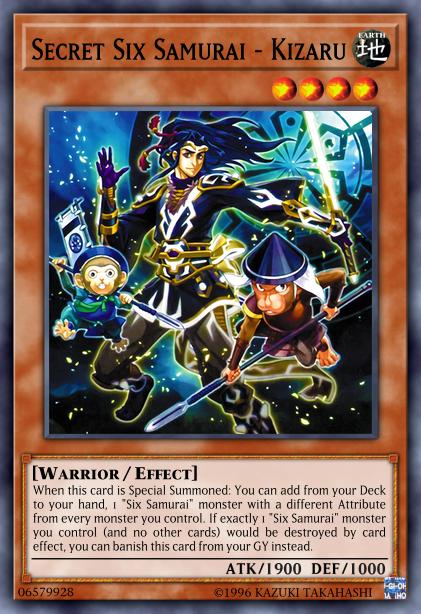 SECRET SIX SAMURAI - KIZARU
EARTH
地
[WARRIOR / EFFECT]
When this card is Special Summoned: You can add from your Deck
to your hand, 1 "Six Samurai" monster with a different Attribute
from every monster you control. If exactly 1 "Six Samurai" monster
you control (and no other cards) would be destroyed by card
effect, you can banish this card from your GY instead.
ATK/1900 DEF/1000
06579928
©1996 KAZUKI TAKAHASHI